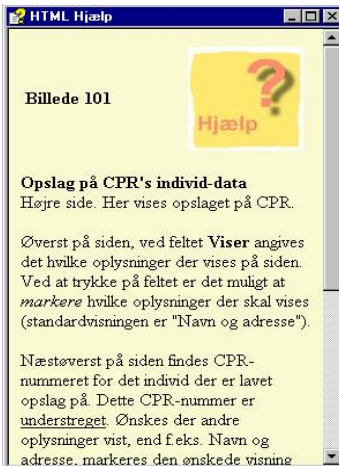 HTML Hjælp
Billede 101
Hjælp
Opslag på CPR's individ-data
Højre side. Her vises opslaget på CPR.
Øverst på siden, ved feltet Viser angives
det hvilke oplysninger der vises på siden.
Ved at trykke på feltet er det muligt at
markere hvilke oplysninger der skal vises
(standardvisningen er "Navn og adresse").
Næstøverst på siden findes CPR-
nummeret for det individ der er lavet
opslag på. Dette CPR-nummer er
understreget. Ønskes der andre
oplysninger vist, end f.eks. Navn og
adresse, markeres den ønskede visning